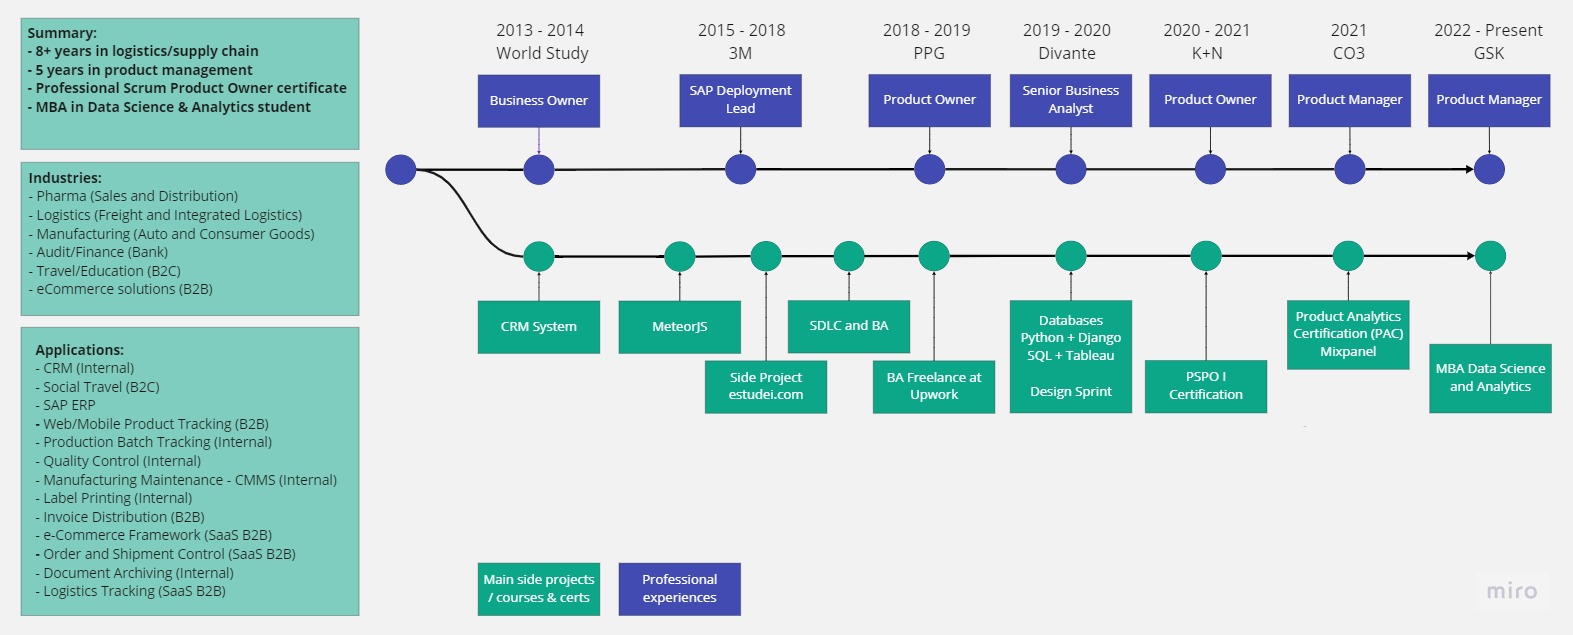 Summary:
- 8+ years in logistics/supply chain
- 5 years in product management
- Professional Scrum Product Owner certificate
- MBA in Data Science & Analytics student
Industries:
- Pharma (Sales and Distribution)
- Logistics (Freight and Integrated Logistics)
- Manufacturing (Auto and Consumer Goods)
- Audit/Finance (Bank)
- Travel/Education (B2C)
- eCommerce solutions (B2B)
Applications:
- CRM (Internal)
- Social Travel (B2C)
- SAP ERP
- Web/Mobile Product Tracking (B2B)
- Production Batch Tracking (Internal)
- Quality Control (Internal)
- Manufacturing Maintenance - CMMS (Internal)
- Label Printing (Internal)
- Invoice Distribution (B2B)
- e-Commerce Framework (SaaS B2B)
- Order and Shipment Control (SaaS B2B)
- Document Archiving (Internal)
- Logistics Tracking (SaaS B2B)
2013 - 2014
World Study
Business Owner
2015 - 2018
3M
SAP Deployment
Lead
2018 - 2019
PPG
Product Owner
2019 - 2020
Divante
Senior Business
Analyst
2020 - 2021
K+N
Product Owner
2021
CO3
Product Manager
2022 - Present
GSK
Product Manager
CRM System
MeteorJS
Side Project
estudei.com
SDLC and BA
BA Freelance at
Upwork
Databases
Python + Django
SQL + Tableau
Design Sprint
PSPO I
Certification
Product Analytics
Certification (PAC)
Mixpanel
MBA Data Science
and Analytics
Main side projects
/ courses & certs
Professional
experiences
miro